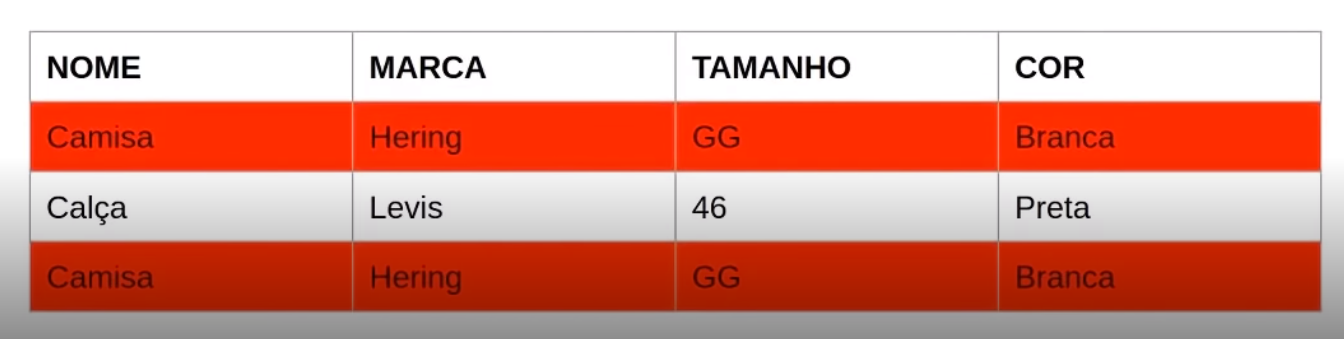 NOME MARCA TAMANHO COR
Camisa Hering GG Branca
Calça Levis 46 Preta
Camisa Hering GG Branca